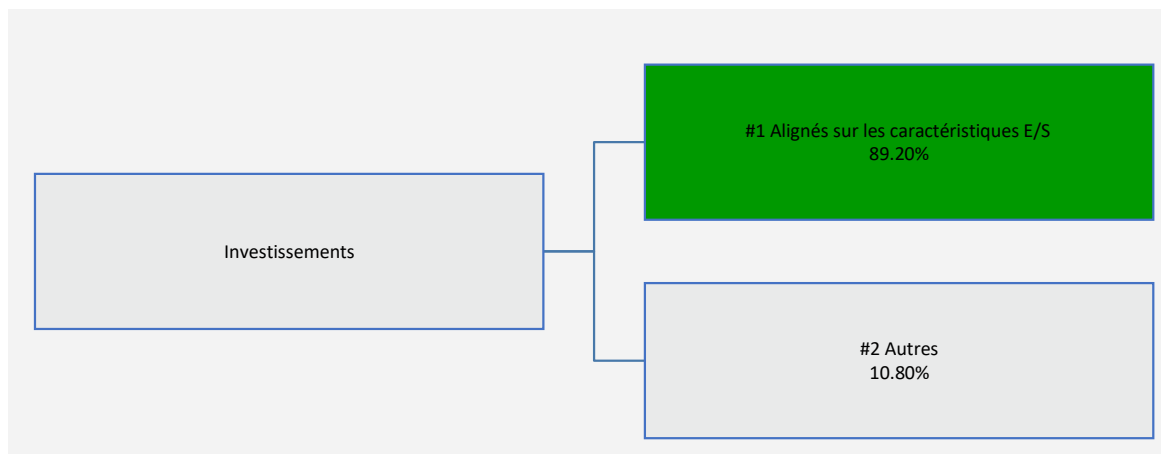 Investissements
#1 Alignés sur les caractéristiques E/S
89.20%
#2 Autres
10.80%